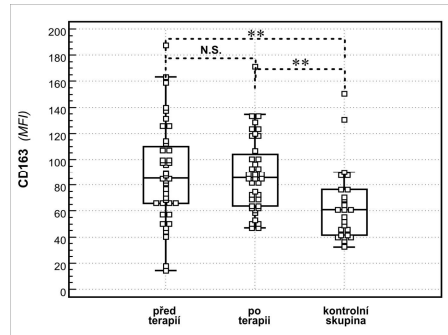 200
180
160
140
120
100
80
60
40
20
0
CD163 (MFI)
**
N.S.
**
před
terapií
po
terapii
kontrolní
skupina